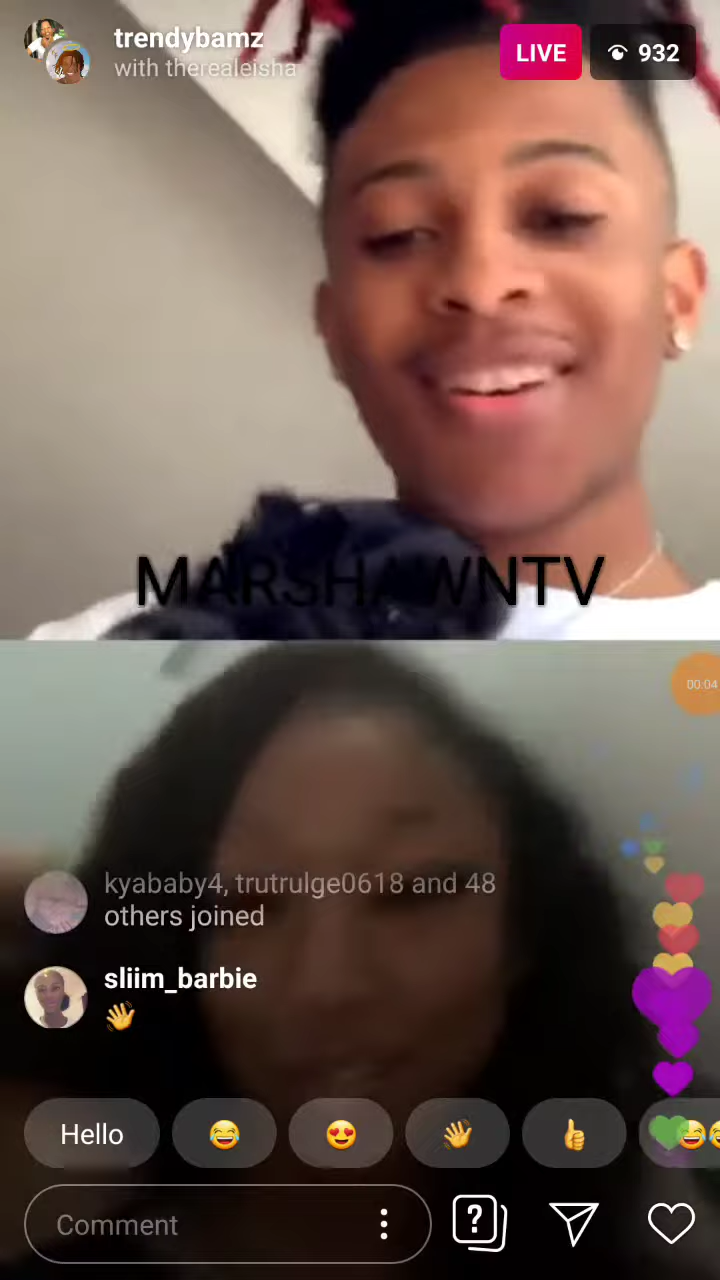 trendybamz
with therealeisha
LIVE
932
MARSHAWNTV
00:04
kyababy4, trutrulge0618 and 48
others joined
sliim_barbie
👋
Hello
😂
😍
👋
👍
Comment
?